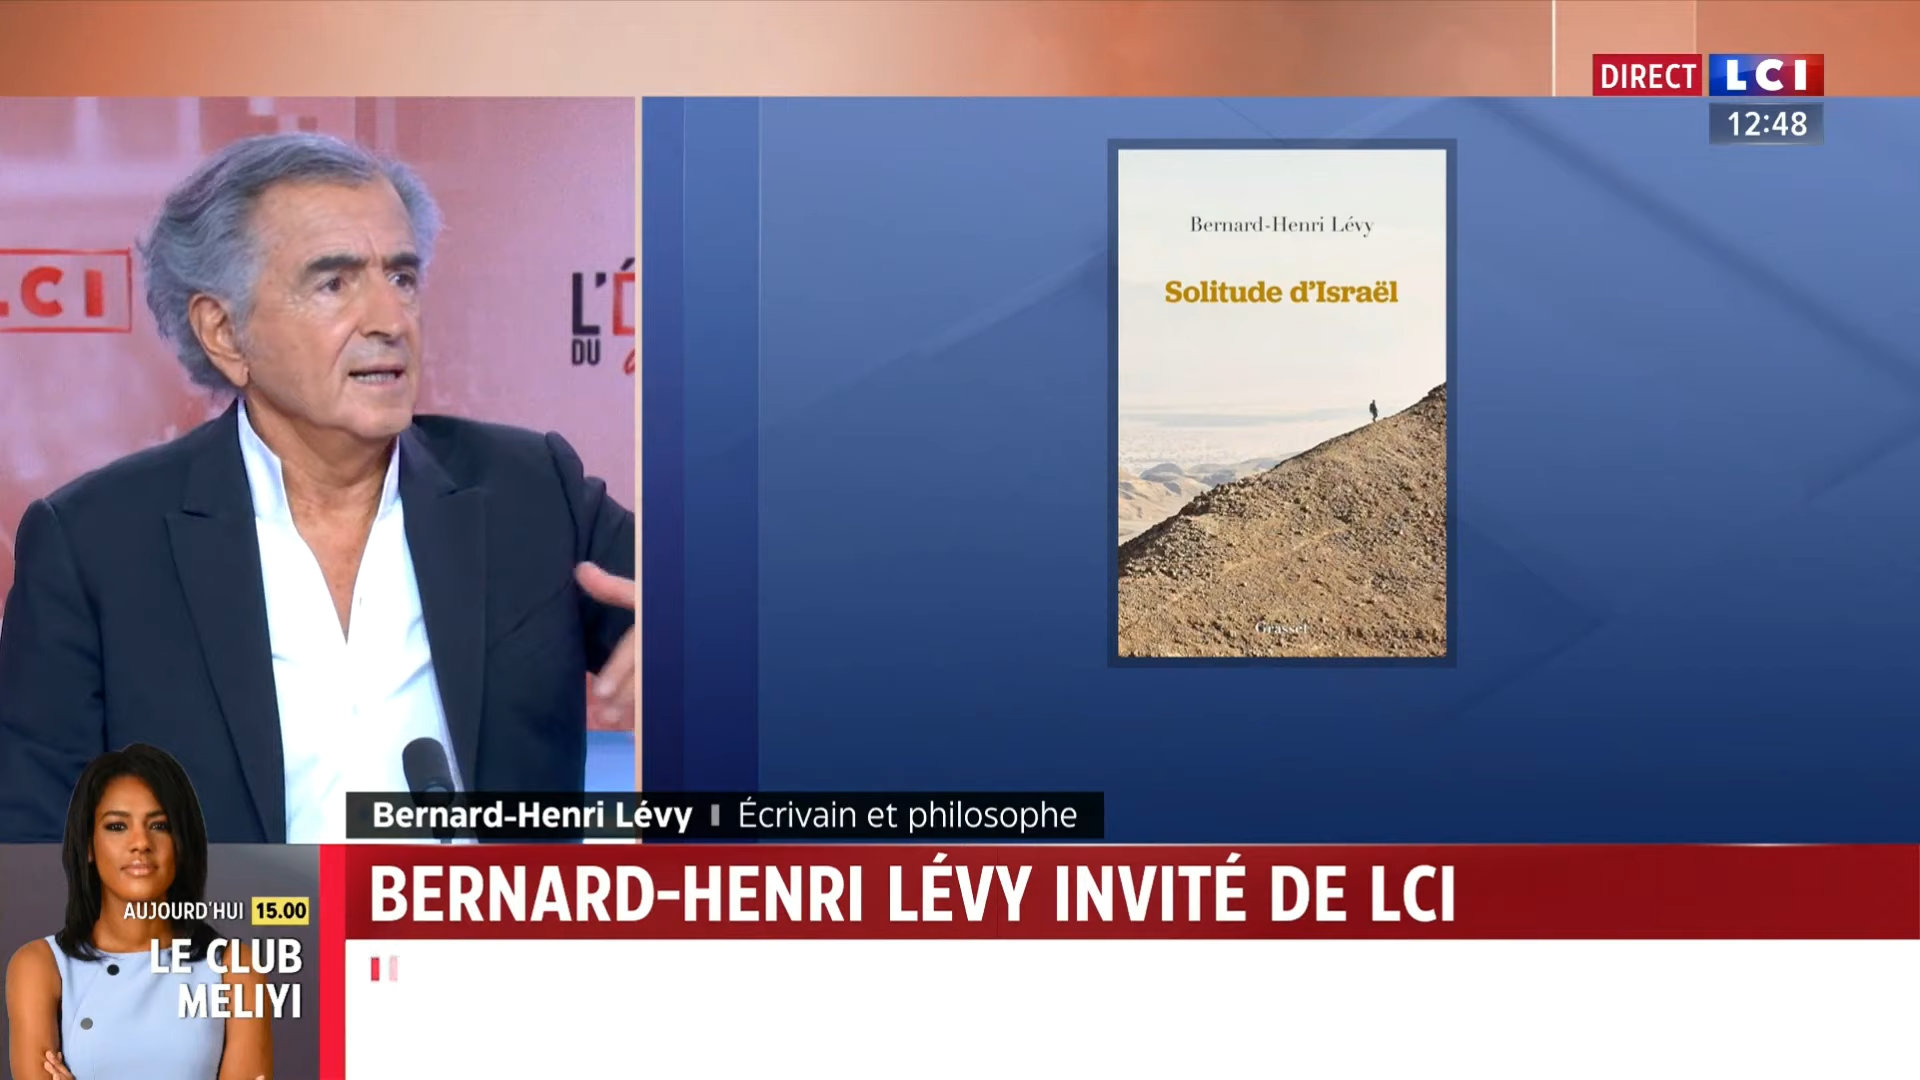 DIRECT LCI
12:48
LCI
L'É
DU
Bernard-Henri Lévy
Solitude d'Israël
Grasset
Bernard-Henri Lévy Écrivain et philosophe
BERNARD-HENRI LÉVY INVITÉ DE LCI
AUJOURD'HUI 15.00
LE CLUB
MELIYI